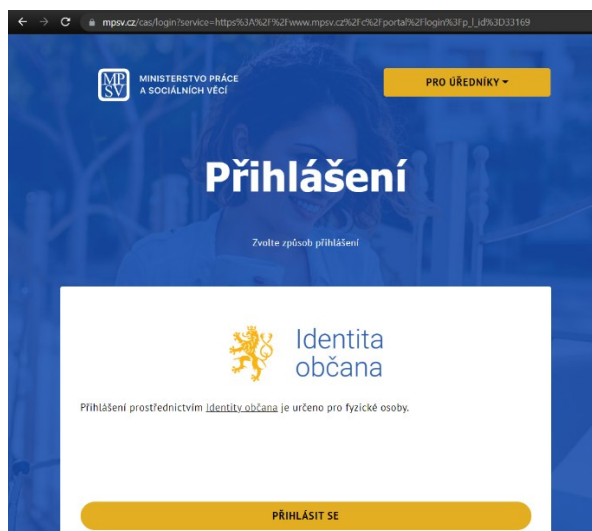 mpsv.cz/cas/login?service=https%3A%2F%2Fwww.mpsv.cz%2Fc%2Fportal%2Flogin%3Fp_l_id%3D33169
MP
SV
MINISTERSTVO PRÁCE
A SOCIÁLNÍCH VĚCÍ
PRO ÚŘEDNÍKY
Přihlášení
Zvolte způsob přihlášení
Identita
občana
Přihlášení prostřednictvím Identity občana je určeno pro fyzické osoby.
PŘIHLÁSIT SE